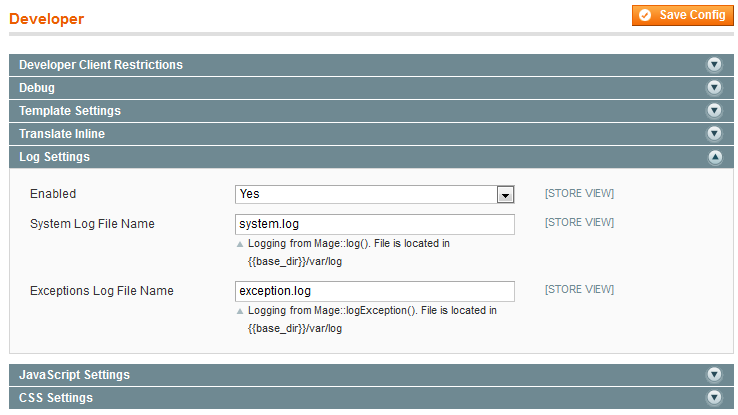 Developer
Save Config
Developer Client Restrictions
Debug
Template Settings
Translate Inline
Log Settings
Enabled Yes [STORE VIEW]
System Log File Name system.log [STORE VIEW]
Logging from Mage::log(). File is located in
{{base_dir}}/var/log
Exceptions Log File Name exception.log [STORE VIEW]
Logging from Mage::logException(). File is located in
{{base_dir}}/var/log
JavaScript Settings
CSS Settings